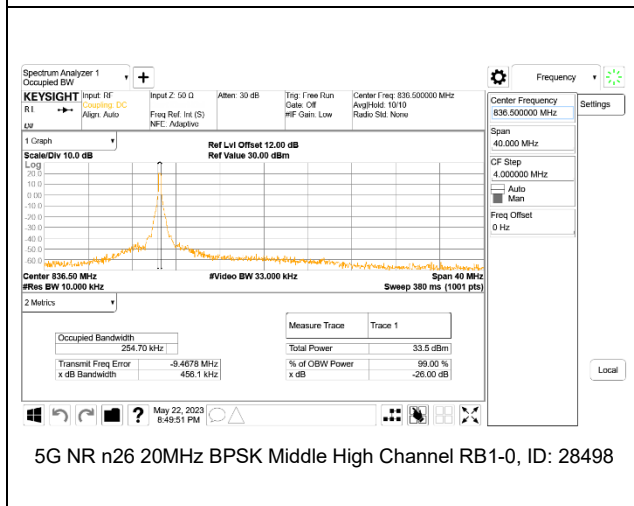 Spectrum Analyzer 1
Occupied BW
+
Frequency
Settings
KEYSIGHT
Input: RF
Coupling: DC
Align: Auto
Input Z: 50 Ω
Freq Ref: Int (S)
NFE: Adaptive
Atten: 30 dB
Trig: Free Run
Gate: Off
#IF Gain: Low
Center Freq: 836.500000 MHz
Avg|Hold: 10/10
Radio Std: None
Center Frequency
836.500000 MHz
Span
40.000 MHz
CF Step
4.000000 MHz
Auto
Man
Freq Offset
0 Hz
Local
1 Graph
Scale/Div 10.0 dB
Ref Lvl Offset 12.00 dB
Ref Value 30.00 dBm
Log
20.0
10.0
0.00
-10.0
-20.0
-30.0
-40.0
-50.0
-60.0
Center 836.50 MHz
#Video BW 33.000 kHz
Span 40 MHz
#Res BW 10.000 kHz
Sweep 380 ms (1001 pts)
2 Metrics
Measure Trace
Trace 1
Occupied Bandwidth
254.70 kHz
Total Power
33.5 dBm
Transmit Freq Error
-9.4678 MHz
% of OBW Power
99.00 %
x dB Bandwidth
456.1 kHz
x dB
-26.00 dB
?
May 22, 2023
8:49:51 PM
5G NR n26 20MHz BPSK Middle High Channel RB1-0, ID: 28498